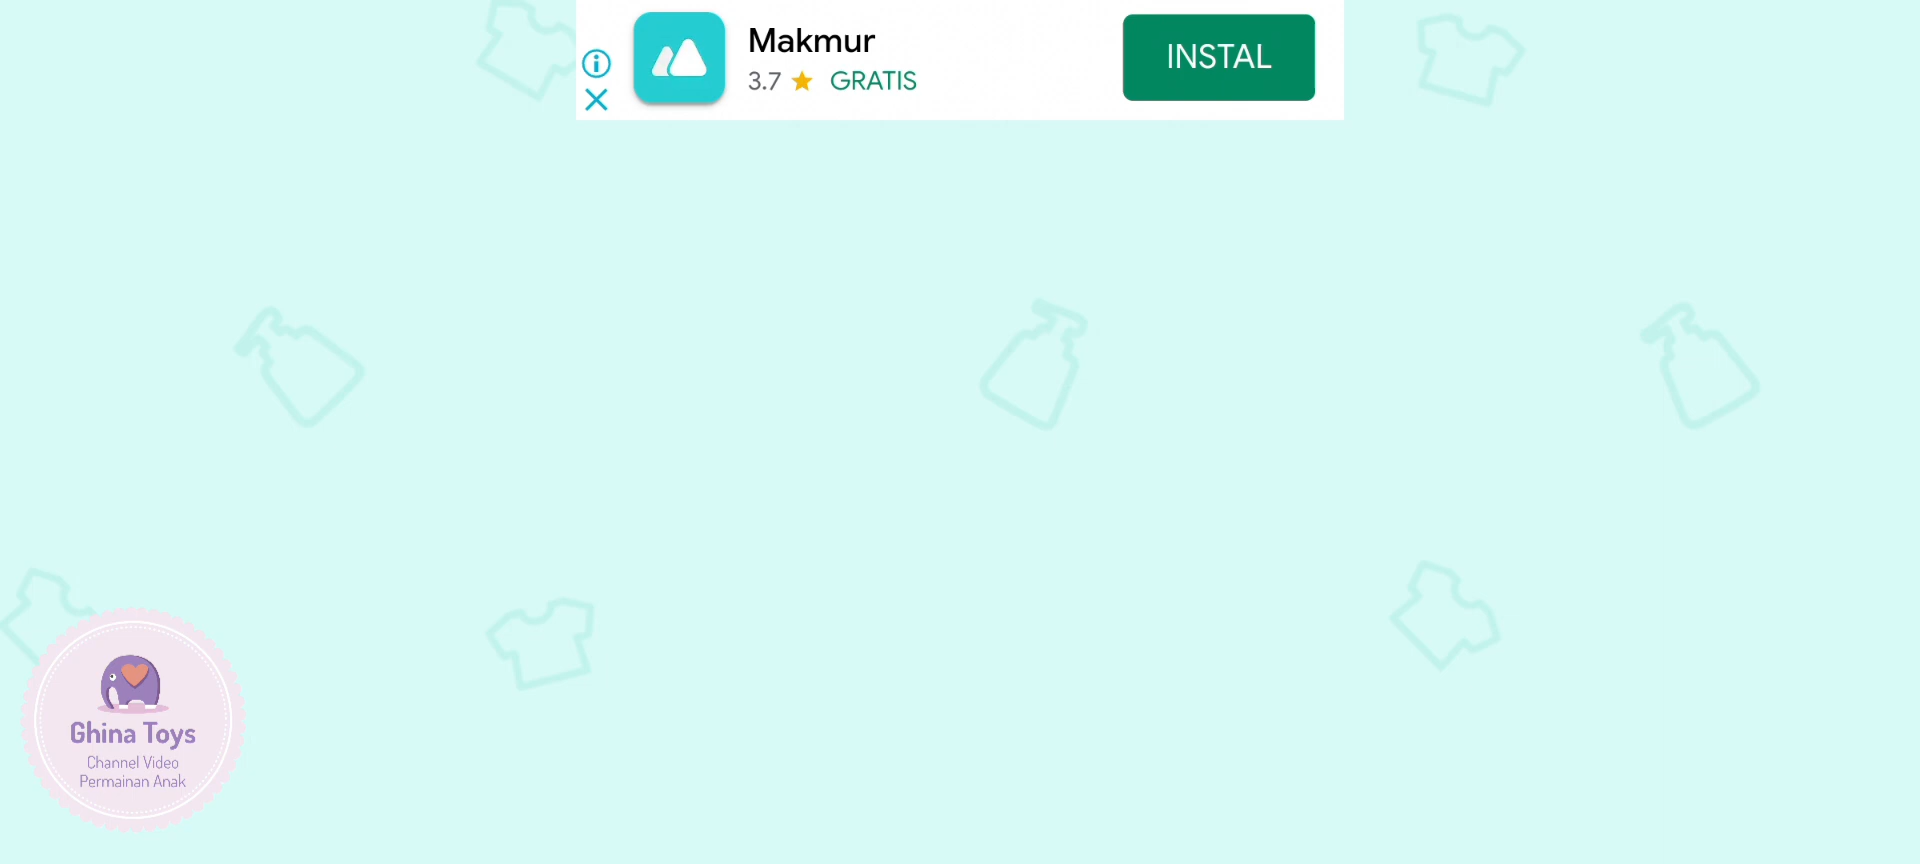 Makmur
3.7 ★ GRATIS
INSTAL
Ghina Toys
Channel Video
Permainan Anak